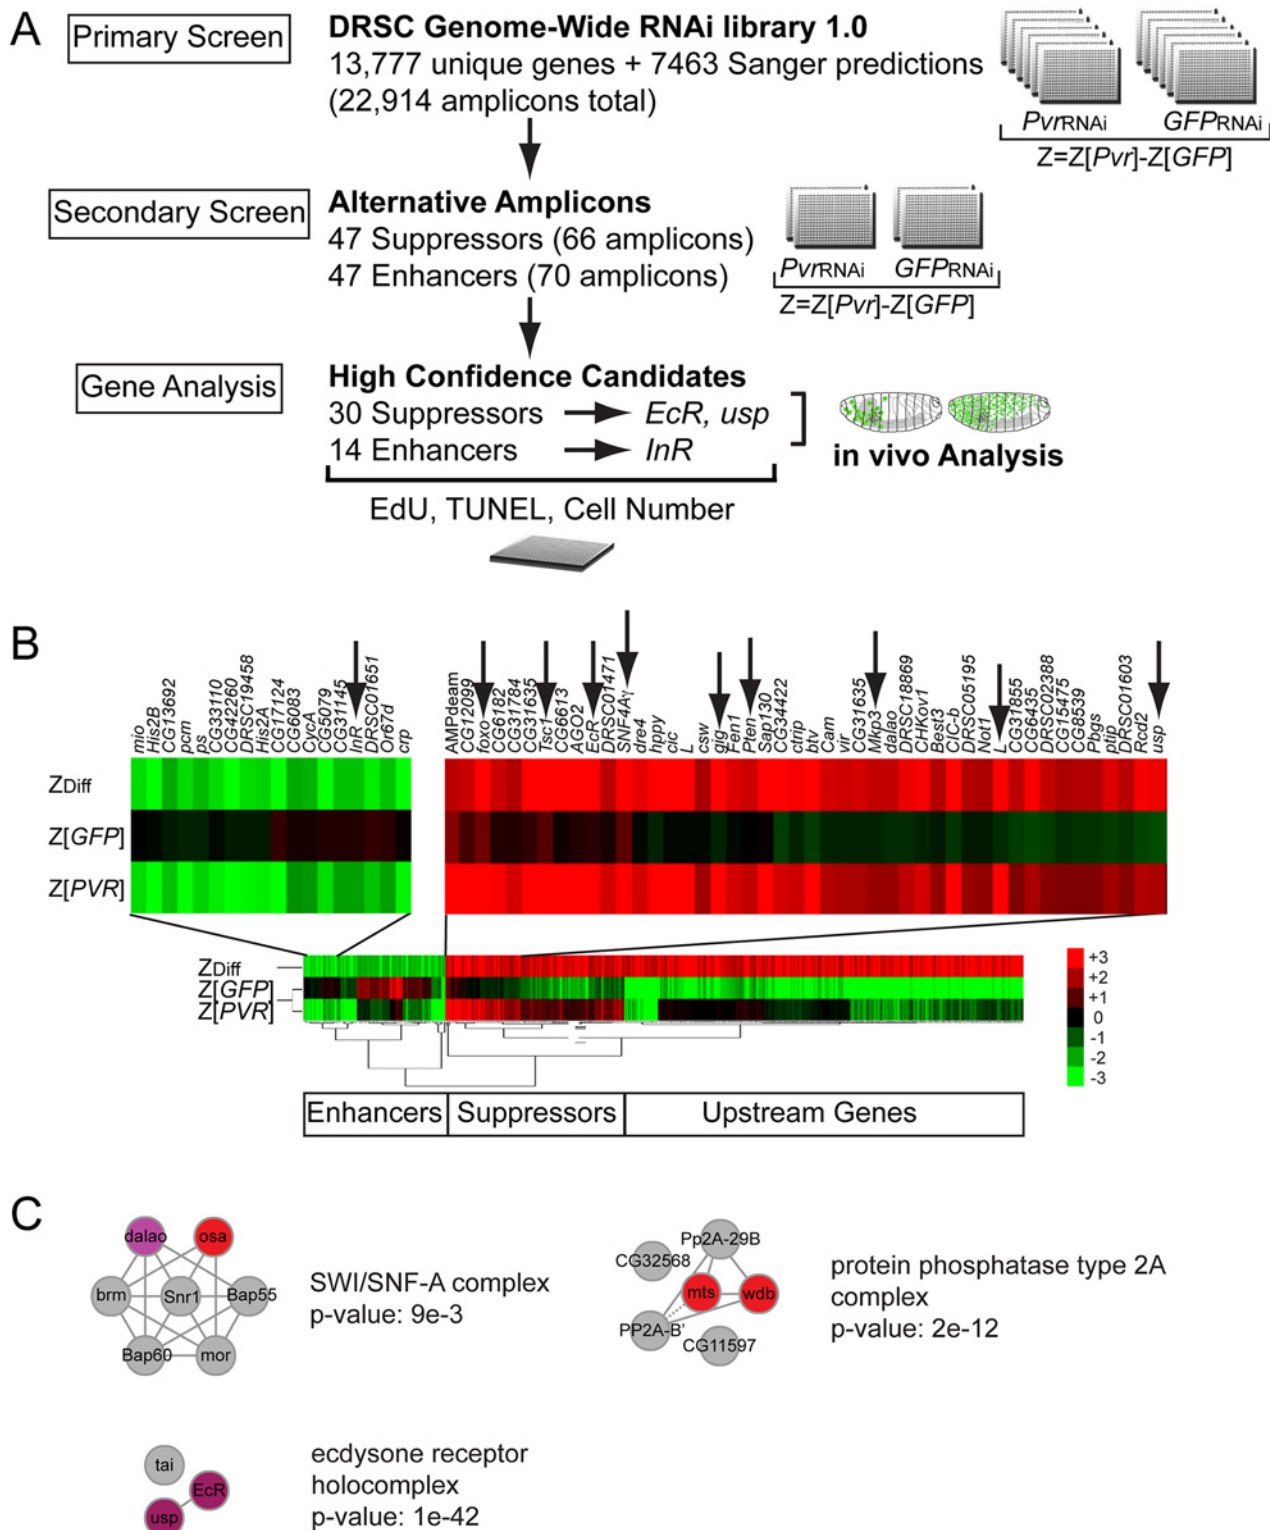 A
Primary Screen
DRSC Genome-Wide RNAi library 1.0
13,777 unique genes + 7463 Sanger predictions
(22,914 amplicons total)
PvrRNAi GFPRNAi
Z=Z[Pvr]-Z[GFP]
Secondary Screen
Alternative Amplicons
47 Suppressors (66 amplicons)
47 Enhancers (70 amplicons)
PvrRNAi GFPRNAi
Z=Z[Pvr]-Z[GFP]
Gene Analysis
High Confidence Candidates
30 Suppressors EcR, usp
14 Enhancers InR
in vivo Analysis
EdU, TUNEL, Cell Number
B
mio
His2B
CG13692
pcm
ps
CG33110
CG42260
DRSC19458
His2A
CG17124
CG6083
CycA
CG5079
CG31145
InR
DRSC01651
Or67d
crp
AMPdeam
CG12099
foxo
CG6182
CG31784
CG31635
Tsc1
CG6613
AGO2
EcR
DRSC01471
SNF4Aγ
dre4
hppy
cic
L
csw
gig
Fen1
Pten
Sap130
CG34422
ctrip
btv
Cam
vir
CG31635
Mkp3
dalao
DRSC18869
CHKov1
Best3
CIC-b
DRSC05195
Not1
L
CG31855
CG6435
DRSC02388
CG15475
CG8539
Pbgs
ptip
DRSC01603
Rcd2
usp
ZDiff
Z[GFP]
Z[PVR]
ZDiff
Z[GFP]
Z[PVR]
+3
+2
+1
0
-1
-2
-3
Enhancers Suppressors Upstream Genes
C
dalao osa
brm Snr1 Bap55
Bap60 mor
SWI/SNF-A complex
p-value: 9e-3
Pp2A-29B
CG32568
mts wdb
PP2A-B'
CG11597
protein phosphatase type 2A
complex
p-value: 2e-12
tai
EcR
usp
ecdysone receptor
holocomplex
p-value: 1e-42